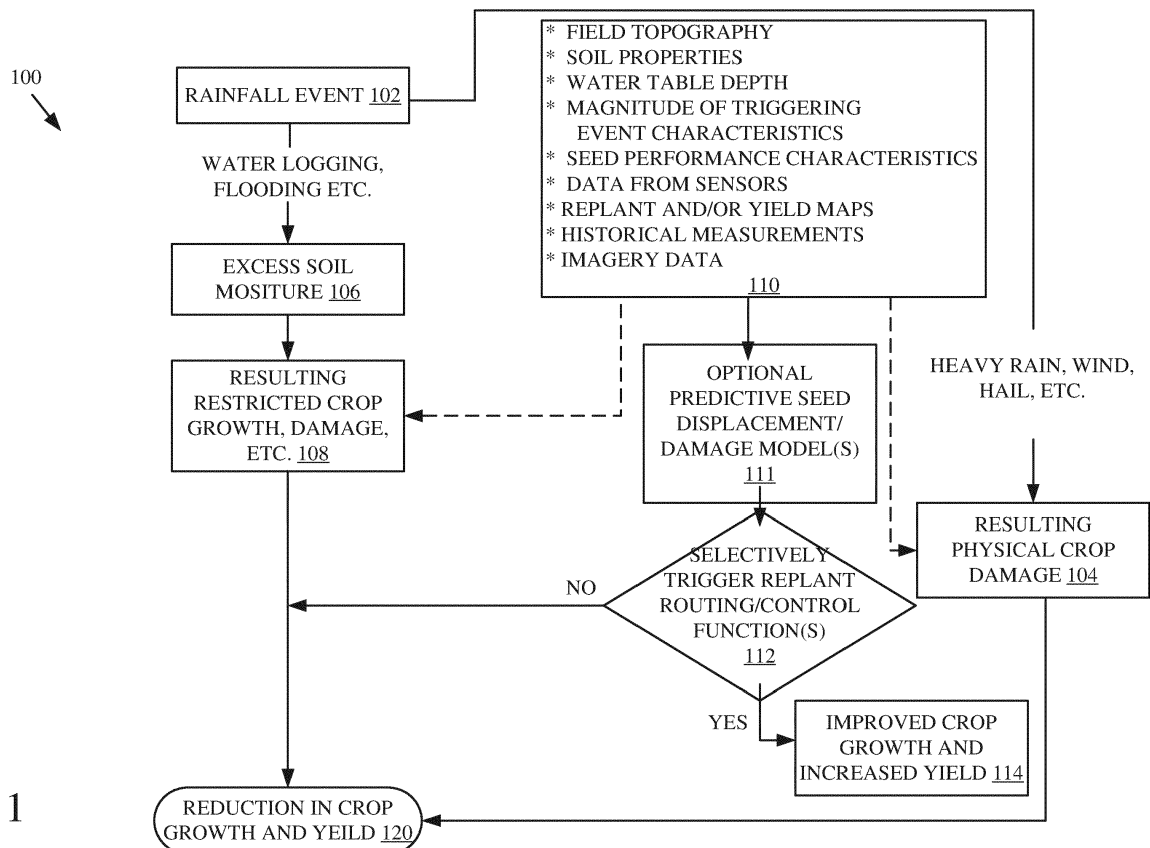 100
RAINFALL EVENT 102
WATER LOGGING,
FLOODING ETC.
EXCESS SOIL
MOSITURE 106
RESULTING
RESTRICTED CROP
GROWTH, DAMAGE,
ETC. 108
* FIELD TOPOGRAPHY
* SOIL PROPERTIES
* WATER TABLE DEPTH
* MAGNITUDE OF TRIGGERING
EVENT CHARACTERISTICS
* SEED PERFORMANCE CHARACTERISTICS
* DATA FROM SENSORS
* REPLANT AND/OR YIELD MAPS
* HISTORICAL MEASUREMENTS
* IMAGERY DATA
110
OPTIONAL
PREDICTIVE SEED
DISPLACEMENT/
DAMAGE MODEL(S)
111
HEAVY RAIN, WIND,
HAIL, ETC.
RESULTING
PHYSICAL CROP
DAMAGE 104
SELECTIVELY
TRIGGER REPLANT
ROUTING/CONTROL
FUNCTION(S)
112
NO
YES
IMPROVED CROP
GROWTH AND
INCREASED YIELD 114
REDUCTION IN CROP
GROWTH AND YEILD 120
1